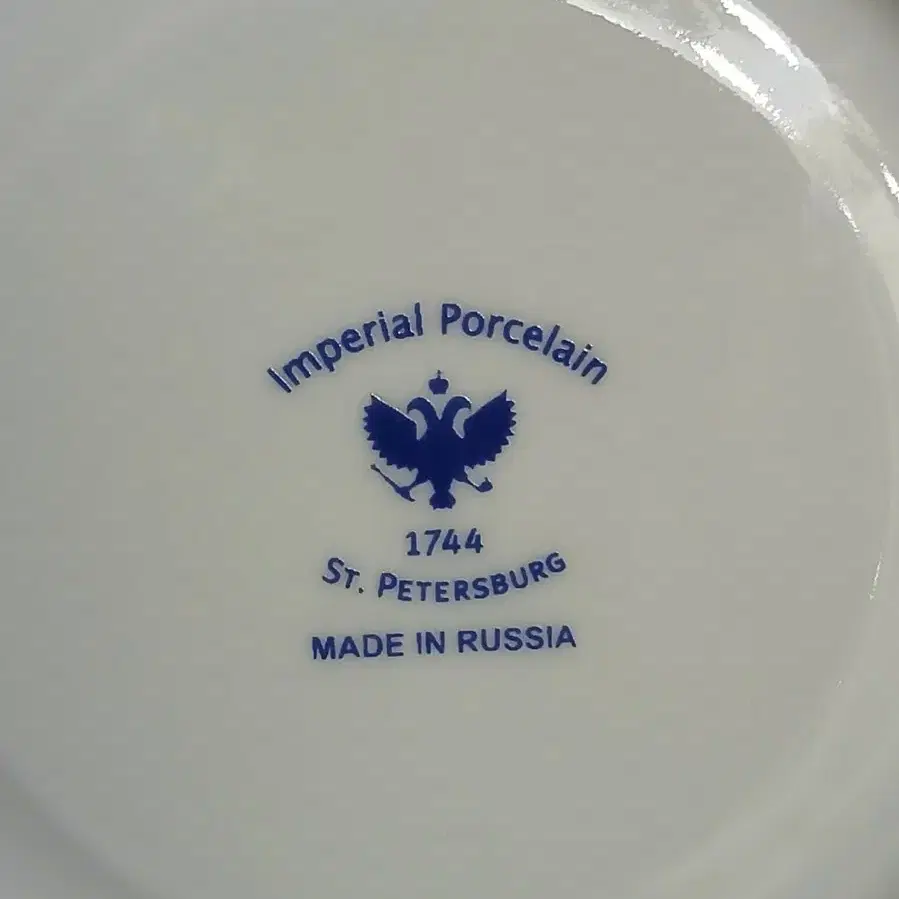 Imperial Porcelain
1744
ST. PETERSBURG
MADE IN RUSSIA